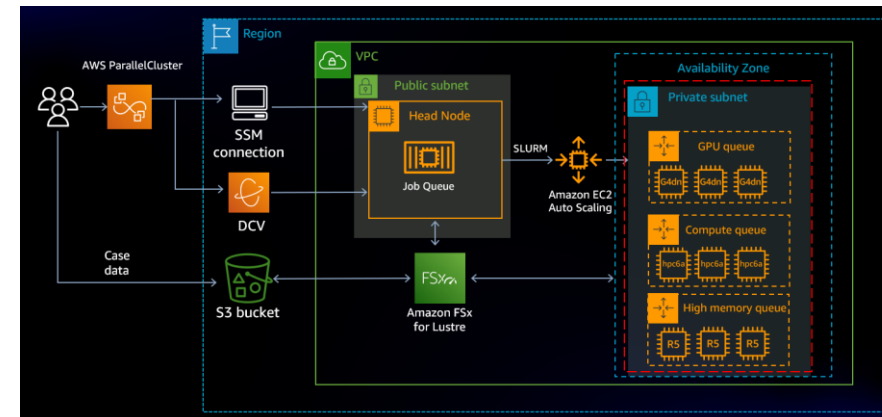 Region
AWS ParallelCluster
VPC
Availability Zone
Public subnet
Private subnet
Head Node
SSM
connection
Job Queue
SLURM
Amazon EC2
Auto Scaling
GPU queue
G4dn G4dn G4dn
DCV
Compute queue
hpc6a hpc6a hpc6a
Case
data
S3 bucket
FSx
Amazon FSx
for Lustre
High memory queue
R5 R5 R5